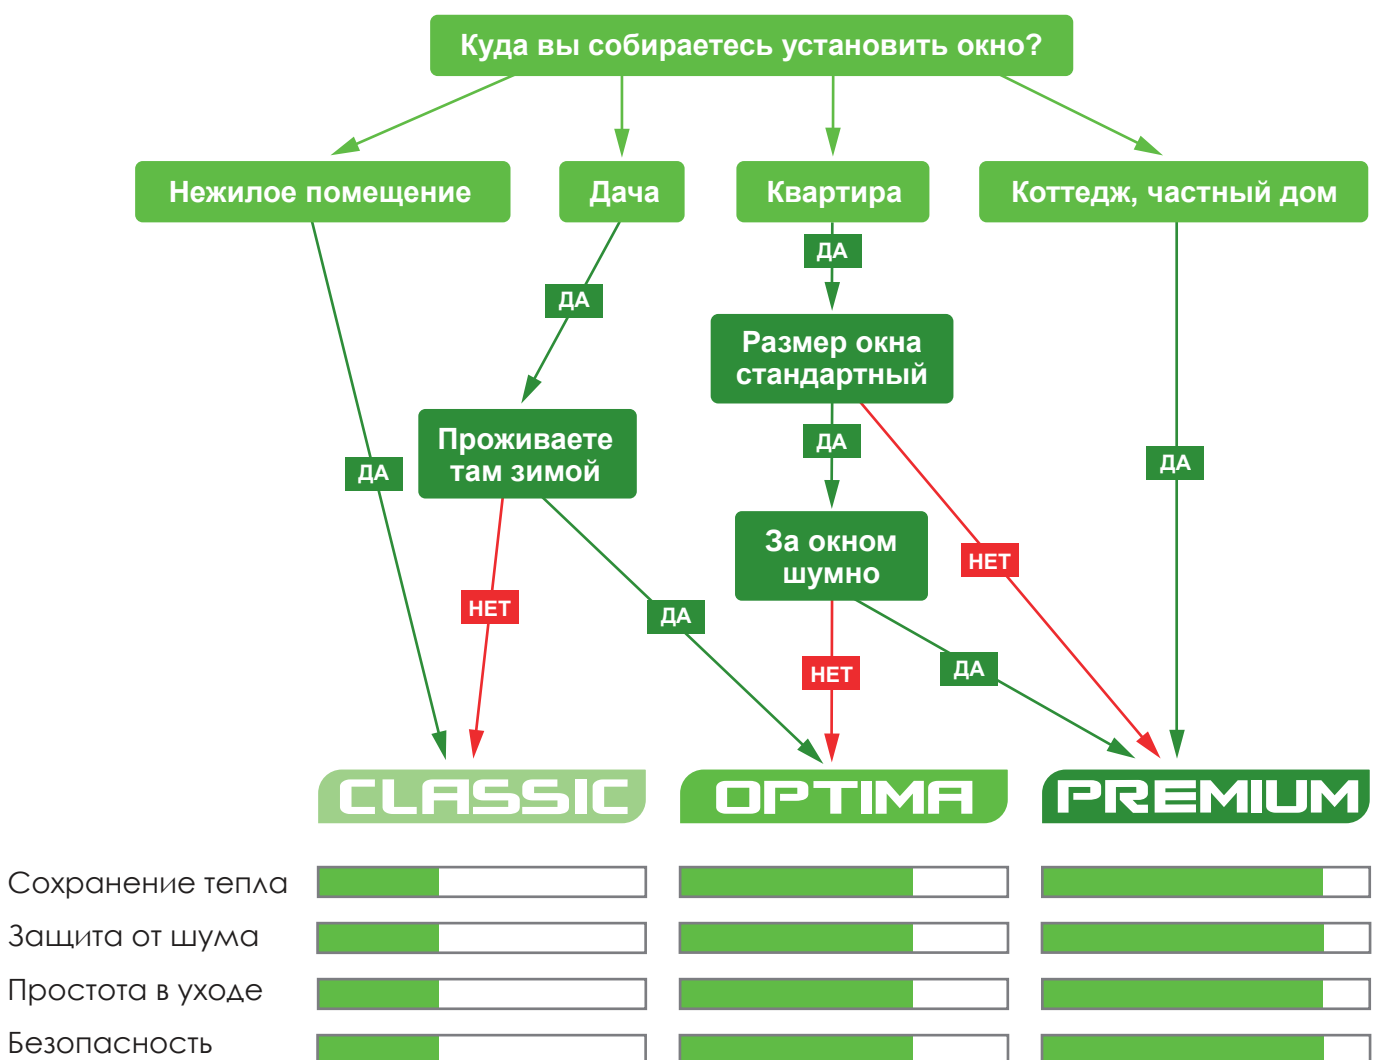 Куда вы собираетесь установить окно?
Нежилое помещение
Дача
Квартира
Коттедж, частный дом
ДА
ДА
Размер окна
стандартный
Проживаете
там зимой
ДА
ДА
ДА
За окном
шумно
НЕТ
НЕТ
ДА
НЕТ
ДА
CLASSIC
OPTIMA
PREMIUM
Сохранение тепла
Защита от шума
Простота в уходе
Безопасность